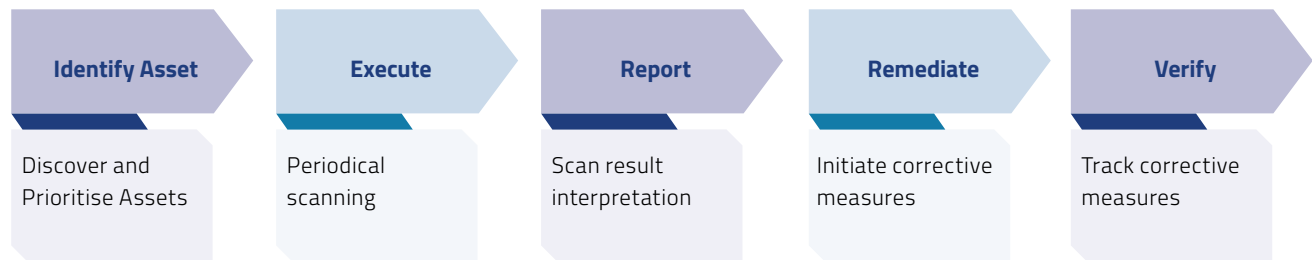 Identify Asset
Execute
Report
Remediate
Verify
Discover and
Prioritise Assets
Periodical
scanning
Scan result
interpretation
Initiate corrective
measures
Track corrective
measures